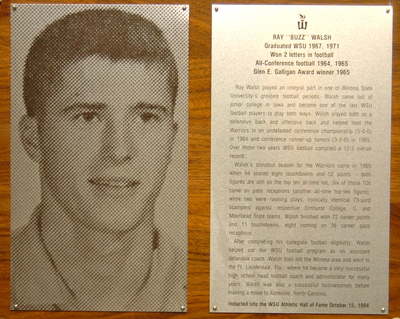 W
RAY "BUZZ" WALSH
Graduated WSU 1967, 1971
Won 2 letters in football
All-Conference football 1964, 1965
Glen E. Galligan Award winner 1965
Ray Walsh played an integral part in one of Winona State
University's greatest football periods. Walsh came out of
junior college in Iowa and became one of the last WSU
football players to play both ways. Walsh played both as a
defensive back and offensive back and helped lead the
Warriors to an undefeated conference championship (5-0-0)
in 1964 and conference runner-up honors (3-2-0) in 1965.
Over those two years WSU football compiled a 12-3 overall
record.
Walsh's standout season for the Warriors came in 1965
when he scored eight touchdowns and 50 points — both
figures are still on the top ten all-time list. Six of those TDs
came on pass receptions (another all-time top-ten figure)
while two were running plays, ironically identical 73-yard
scampers against respective Elmhurst College, IL and
Moorhead State teams. Walsh finished with 72 career points
and 11 touchdowns, eight coming on 36 career pass
receptions.
After completing his collegiate football eligibility, Walsh
helped out the WSU football program as an assistant
defensive coach. Walsh then left the Winona area and went to
the Ft. Lauderdale, Fla., where he became a very successful
high school head football coach and administrator for many
years. Walsh was also a successful businessman before
making a move to Asheville, North Carolina.
Inducted into the WSU Athletic Hall of Fame October 15, 1994